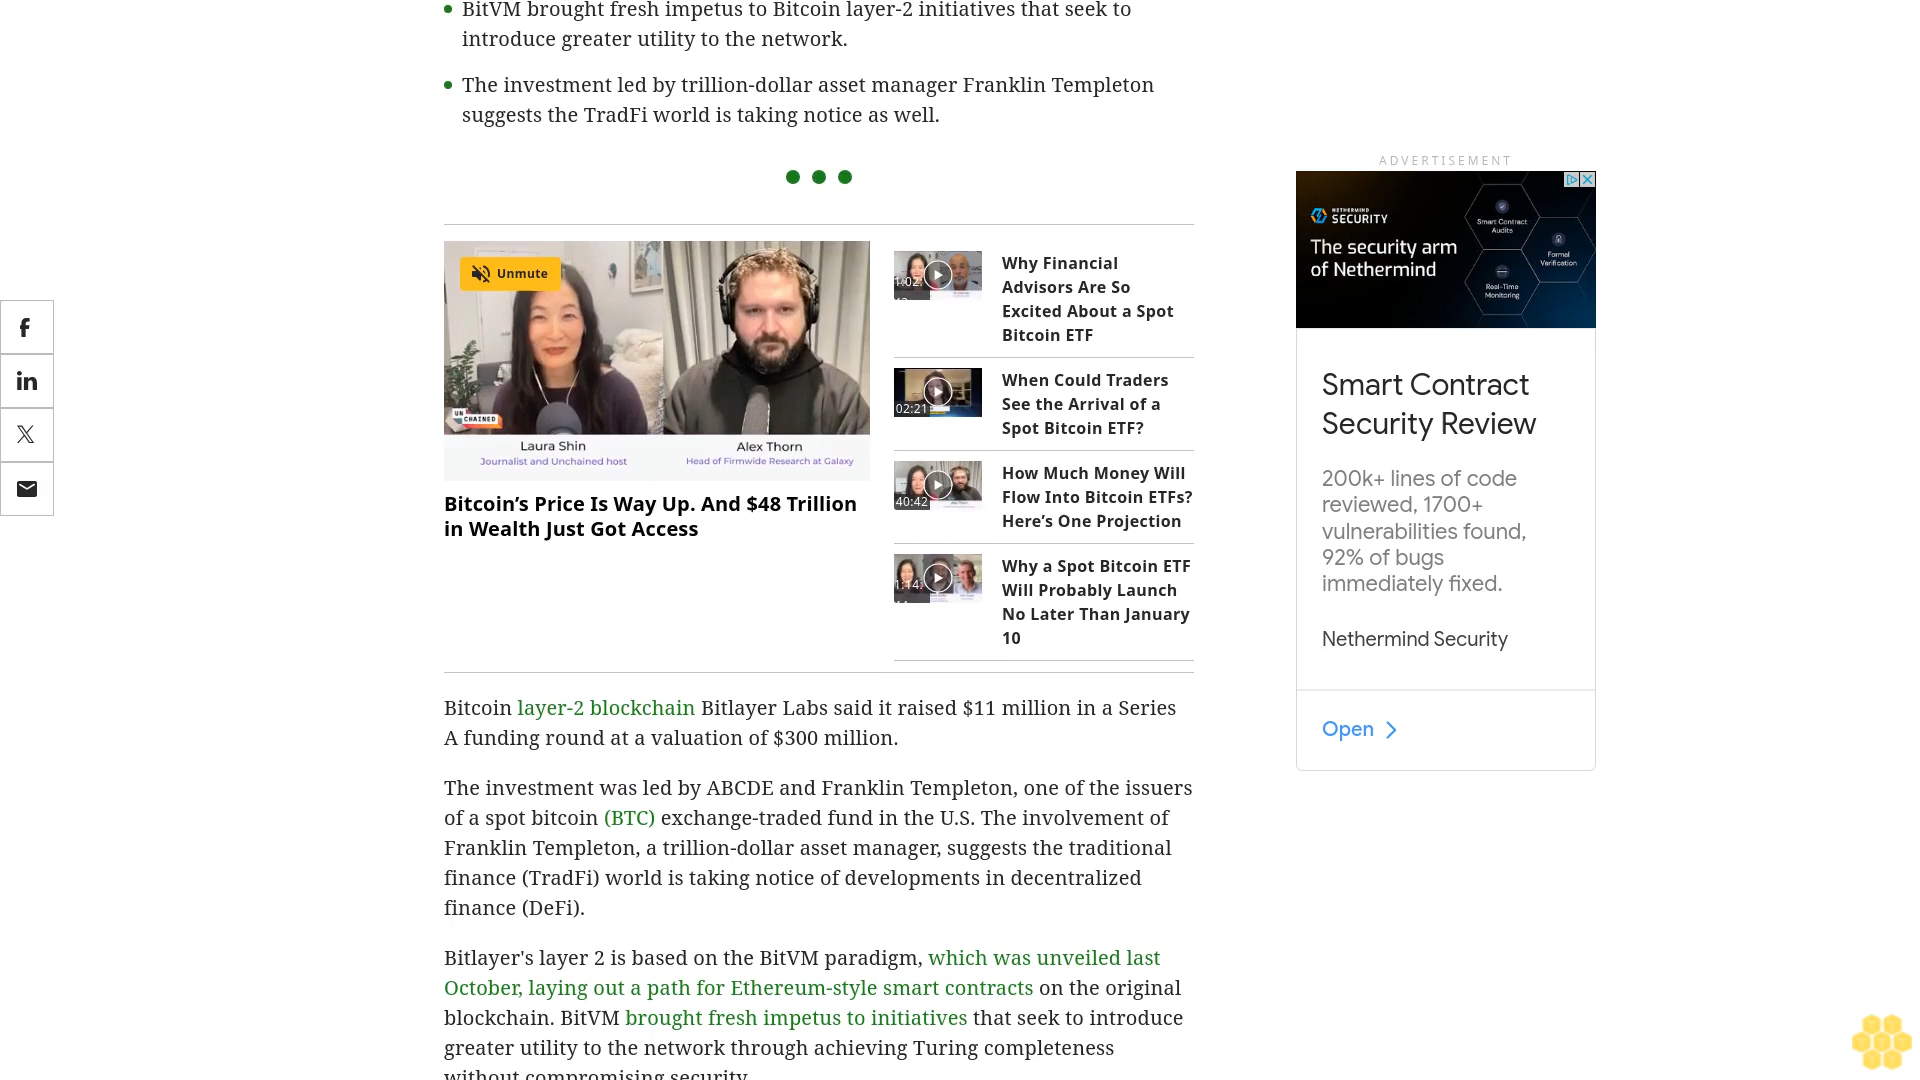 BitVM brought fresh impetus to Bitcoin layer-2 initiatives that seek to
introduce greater utility to the network.
The investment led by trillion-dollar asset manager Franklin Templeton
suggests the TradFi world is taking notice as well.
Unmute
UN
CHAINED
Laura Shin
Journalist and Unchained host
Alex Thorn
Head of Firmwide Research at Galaxy
Bitcoin’s Price Is Way Up. And $48 Trillion
in Wealth Just Got Access
1:02:
Why Financial
Advisors Are So
Excited About a Spot
Bitcoin ETF
02:21
When Could Traders
See the Arrival of a
Spot Bitcoin ETF?
40:42
How Much Money Will
Flow Into Bitcoin ETFs?
Here’s One Projection
1:14:
Why a Spot Bitcoin ETF
Will Probably Launch
No Later Than January
10
Bitcoin layer-2 blockchain Bitlayer Labs said it raised $11 million in a Series
A funding round at a valuation of $300 million.
The investment was led by ABCDE and Franklin Templeton, one of the issuers
of a spot bitcoin (BTC) exchange-traded fund in the U.S. The involvement of
Franklin Templeton, a trillion-dollar asset manager, suggests the traditional
finance (TradFi) world is taking notice of developments in decentralized
finance (DeFi).
Bitlayer's layer 2 is based on the BitVM paradigm, which was unveiled last
October, laying out a path for Ethereum-style smart contracts on the original
blockchain. BitVM brought fresh impetus to initiatives that seek to introduce
greater utility to the network through achieving Turing completeness
without compromising security.
ADVERTISEMENT
NETHERMIND
SECURITY
The security arm
of Nethermind
Smart Contract
Audits
Formal
Verification
Real-Time
Monitoring
Smart Contract
Security Review
200k+ lines of code
reviewed, 1700+
vulnerabilities found,
92% of bugs
immediately fixed.
Nethermind Security
Open